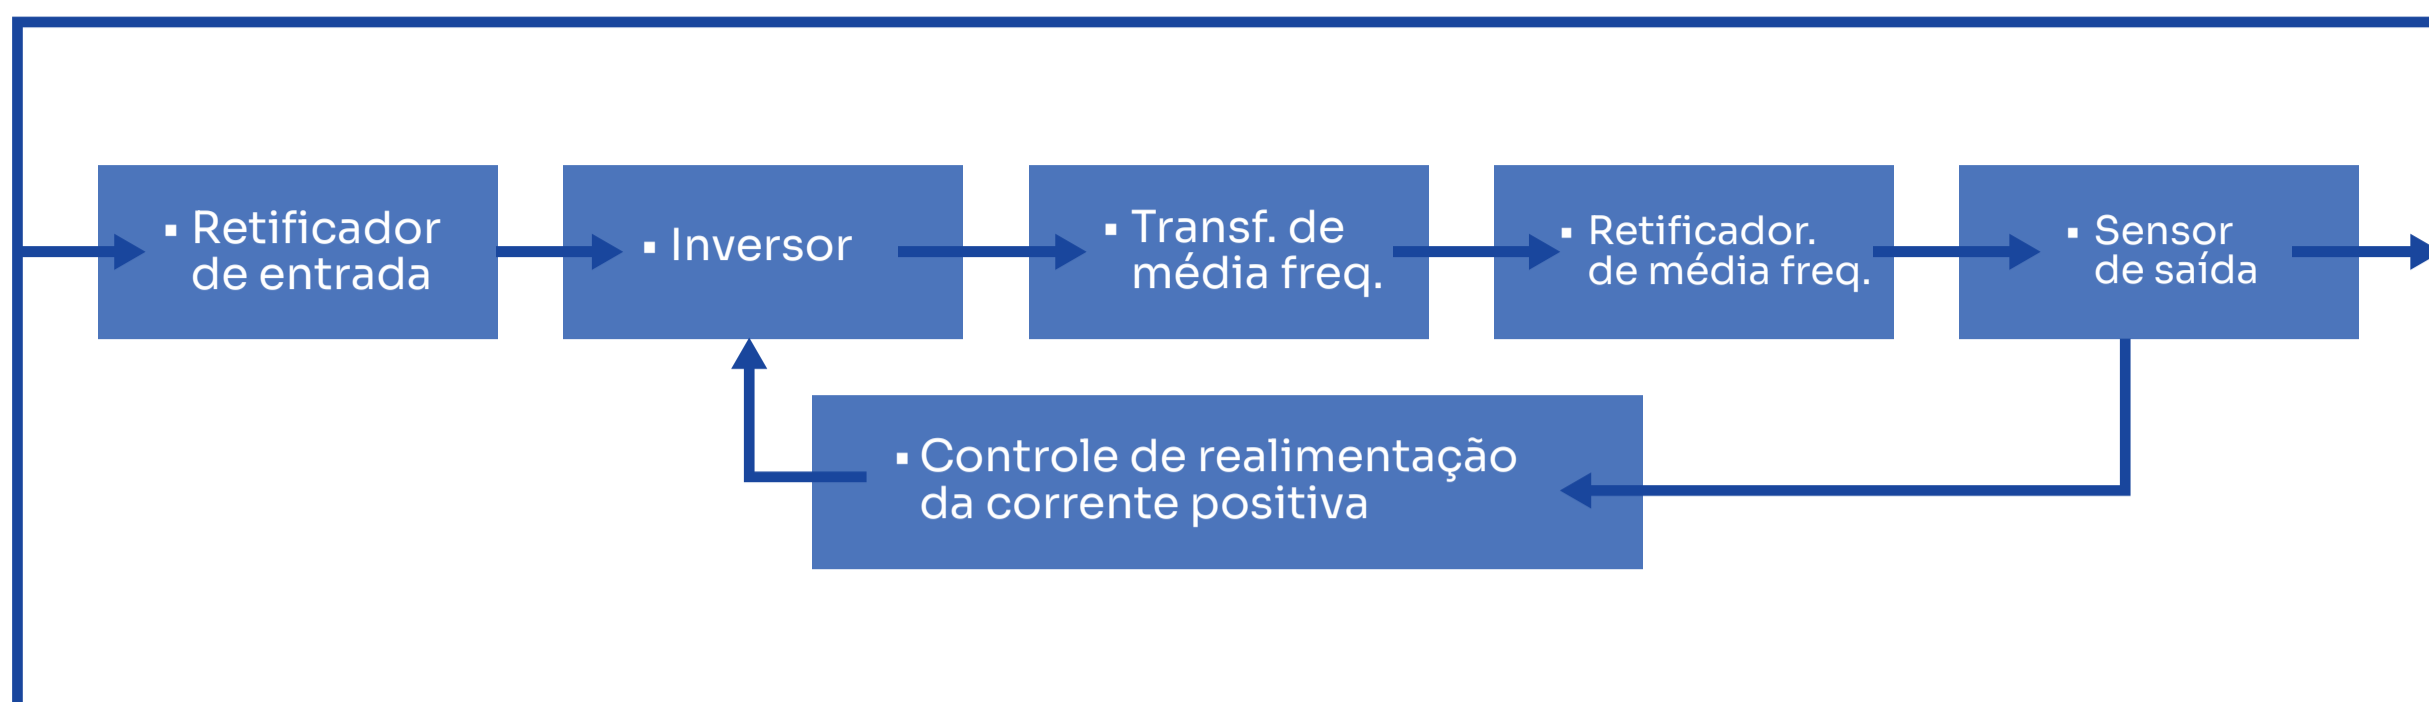 ▪ Retificador
de entrada
▪ Inversor
▪ Transf. de
média freq.
▪ Retificador.
de média freq.
▪ Sensor
de saída
▪ Controle de realimentação
da corrente positiva